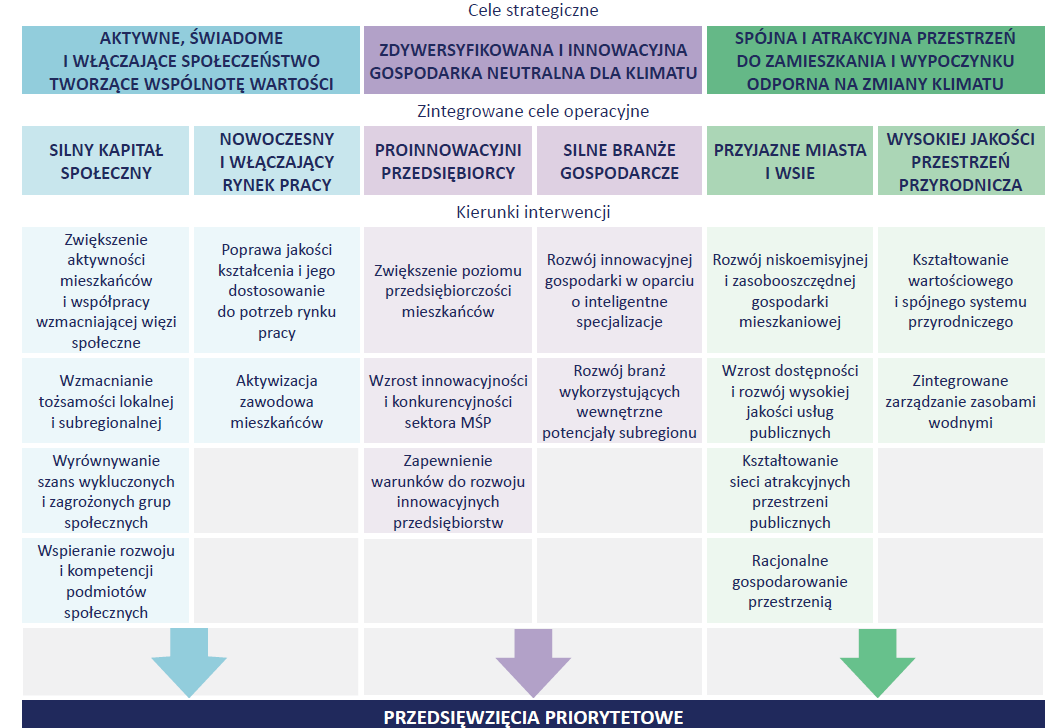 Cele strategiczne
AKTYWNE, ŚWIADOME
I WŁĄCZAJĄCE SPOŁECZEŃSTWO
TWORZĄCE WSPÓLNOTĘ WARTOŚCI
ZDYWERSYFIKOWANA I INNOWACYJNA
GOSPODARKA NEUTRALNA DLA KLIMATU
SPÓJNA I ATRAKCYJNA PRZESTRZEŃ
DO ZAMIESZKANIA I WYPOCZYNKU
ODPORNA NA ZMIANY KLIMATU
Zintegrowane cele operacyjne
SILNY KAPITAŁ
SPOŁECZNY
NOWOCZESNY
I WŁĄCZAJĄCY
RYNEK PRACY
PROINNOWACYJNI
PRZEDSIĘBIORCY
SILNE BRANŻE
GOSPODARCZE
PRZYJAZNE MIASTA
I WSIE
WYSOKIEJ JAKOŚCI
PRZESTRZEŃ
PRZYRODNICZA
Kierunki interwencji
Zwiększenie
aktywności
mieszkańców
i współpracy
wzmacniającej więzi
społeczne
Poprawa jakości
kształcenia i jego
dostosowanie
do potrzeb rynku
pracy
Zwiększenie poziomu
przedsiębiorczości
mieszkańców
Rozwój innowacyjnej
gospodarki w oparciu
o inteligentne
specjalizacje
Rozwój niskoemisyjnej
i zasobooszczędnej
gospodarki
mieszkaniowej
Kształtowanie
wartościowego
i spójnego systemu
przyrodniczego
Wzmacnianie
tożsamości lokalnej
i subregionalnej
Aktywizacja
zawodowa
mieszkańców
Wzrost innowacyjności
i konkurencyjności
sektora MŚP
Rozwój branż
wykorzystujących
wewnętrzne
potencjały subregionu
Wzrost dostępności
i rozwój wysokiej
jakości usług
publicznych
Zintegrowane
zarządzanie zasobami
wodnymi
Wyrównywanie
szans wykluczonych
i zagrożonych grup
społecznych
Zapewnienie
warunków do rozwoju
innowacyjnych
przedsiębiorstw
Kształtowanie
sieci atrakcyjnych
przestrzeni
publicznych
Wspieranie rozwoju
i kompetencji
podmiotów
społecznych
Racjonalne
gospodarowanie
przestrzenią
PRZEDSIĘWZIĘCIA PRIORYTETOWE